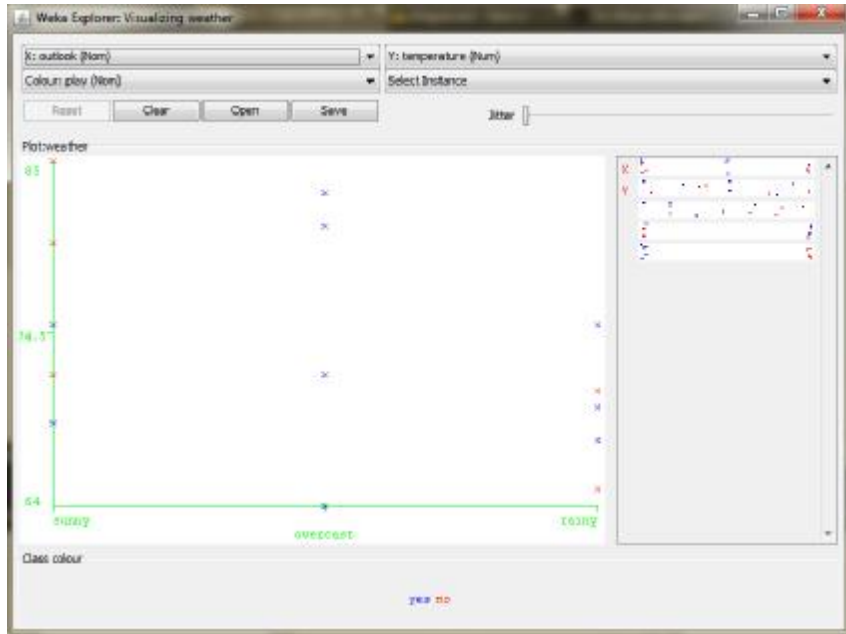 Weka Explorer: Visualizing weather
X: outlook (Nom)
Y: temperature (Num)
Colour: play (Nom)
Select Instance
Reset Clear Open Save
Jitter
Plot:weather
85
X
Y
74.5
64
sunny
overcast
rainy
Class colour
yes no